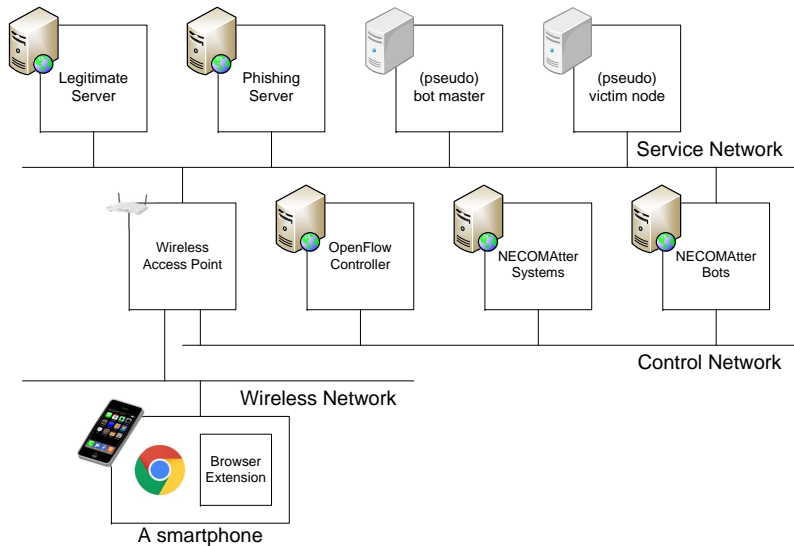 Legitimate
Server
Phishing
Server
(pseudo)
bot master
(pseudo)
victim node
Service Network
Wireless
Access Point
OpenFlow
Controller
NECOMAtter
Systems
NECOMAtter
Bots
Control Network
Wireless Network
Browser
Extension
A smartphone